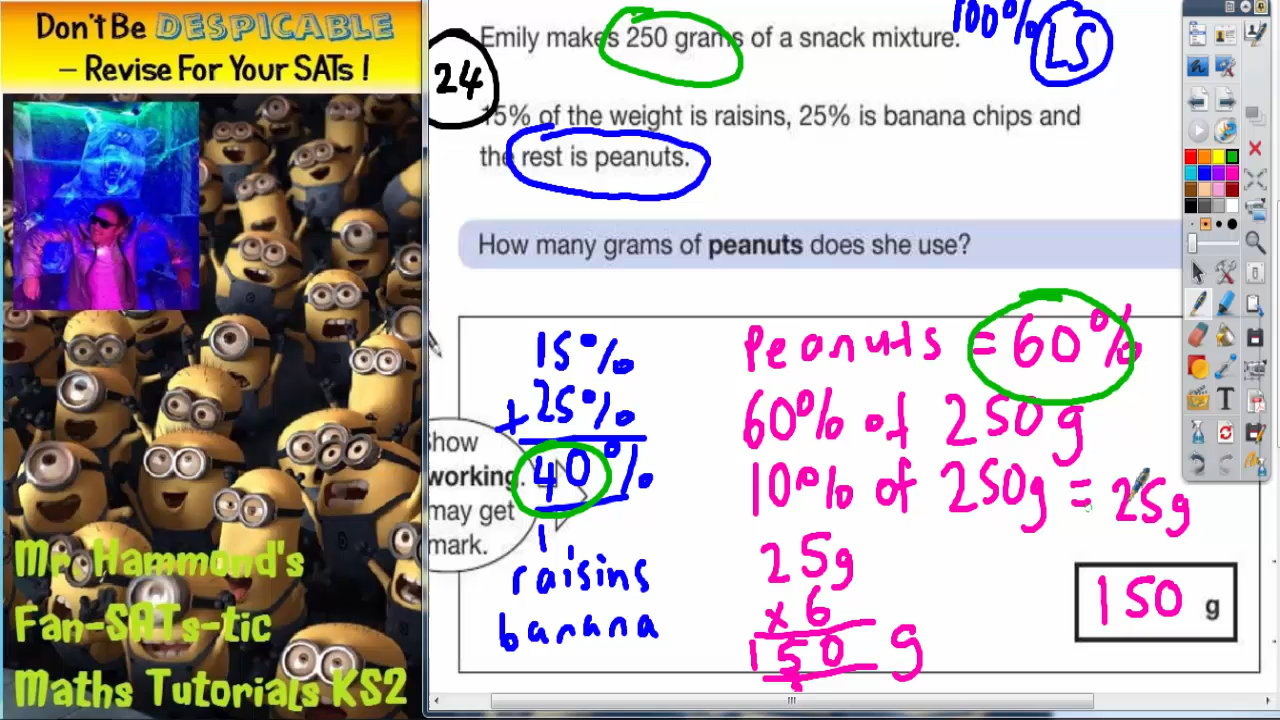 Don't Be DESPICABLE
– Revise For Your SATs !
Mr Hammond's
Fan-SATs-tic
Maths Tutorials KS2
24
Emily makes 250 grams of a snack mixture.
100% LS
15% of the weight is raisins, 25% is banana chips and
the rest is peanuts.
How many grams of peanuts does she use?
Show
working.
may get
mark.
15%
+25%
40%
1
raisins
banana
Peanuts = 60%
60% of 250g
10% of 250g = 25g
25g
x 6
150 g
150 g